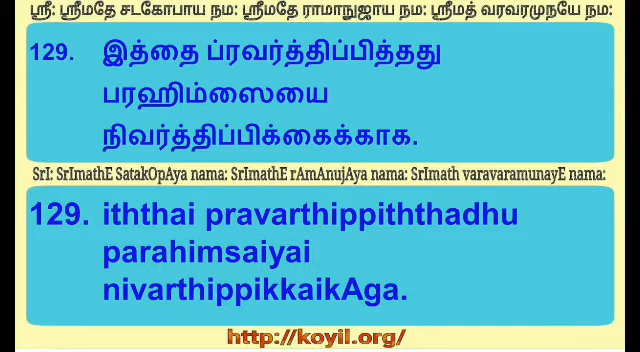 ஸ்ரீ: ஸ்ரீமதே சடகோபாய நம: ஸ்ரீமதே ராமாநுஜாய நம: ஸ்ரீமத் வரவரமுநயே நம:
129. இத்தை ப்ரவர்த்திப்பித்தது
பரஹிம்ஸையை
நிவர்த்திப்பிக்கைக்காக.
SrI: SrImathE SatakOpAya nama: SrImathE rAmAnujAya nama: SrImath varavaramunayE nama:
129. iththai pravarthippiththadhu
parahimsaiyai
nivarthippikkaikAga.
http://koyil.org/